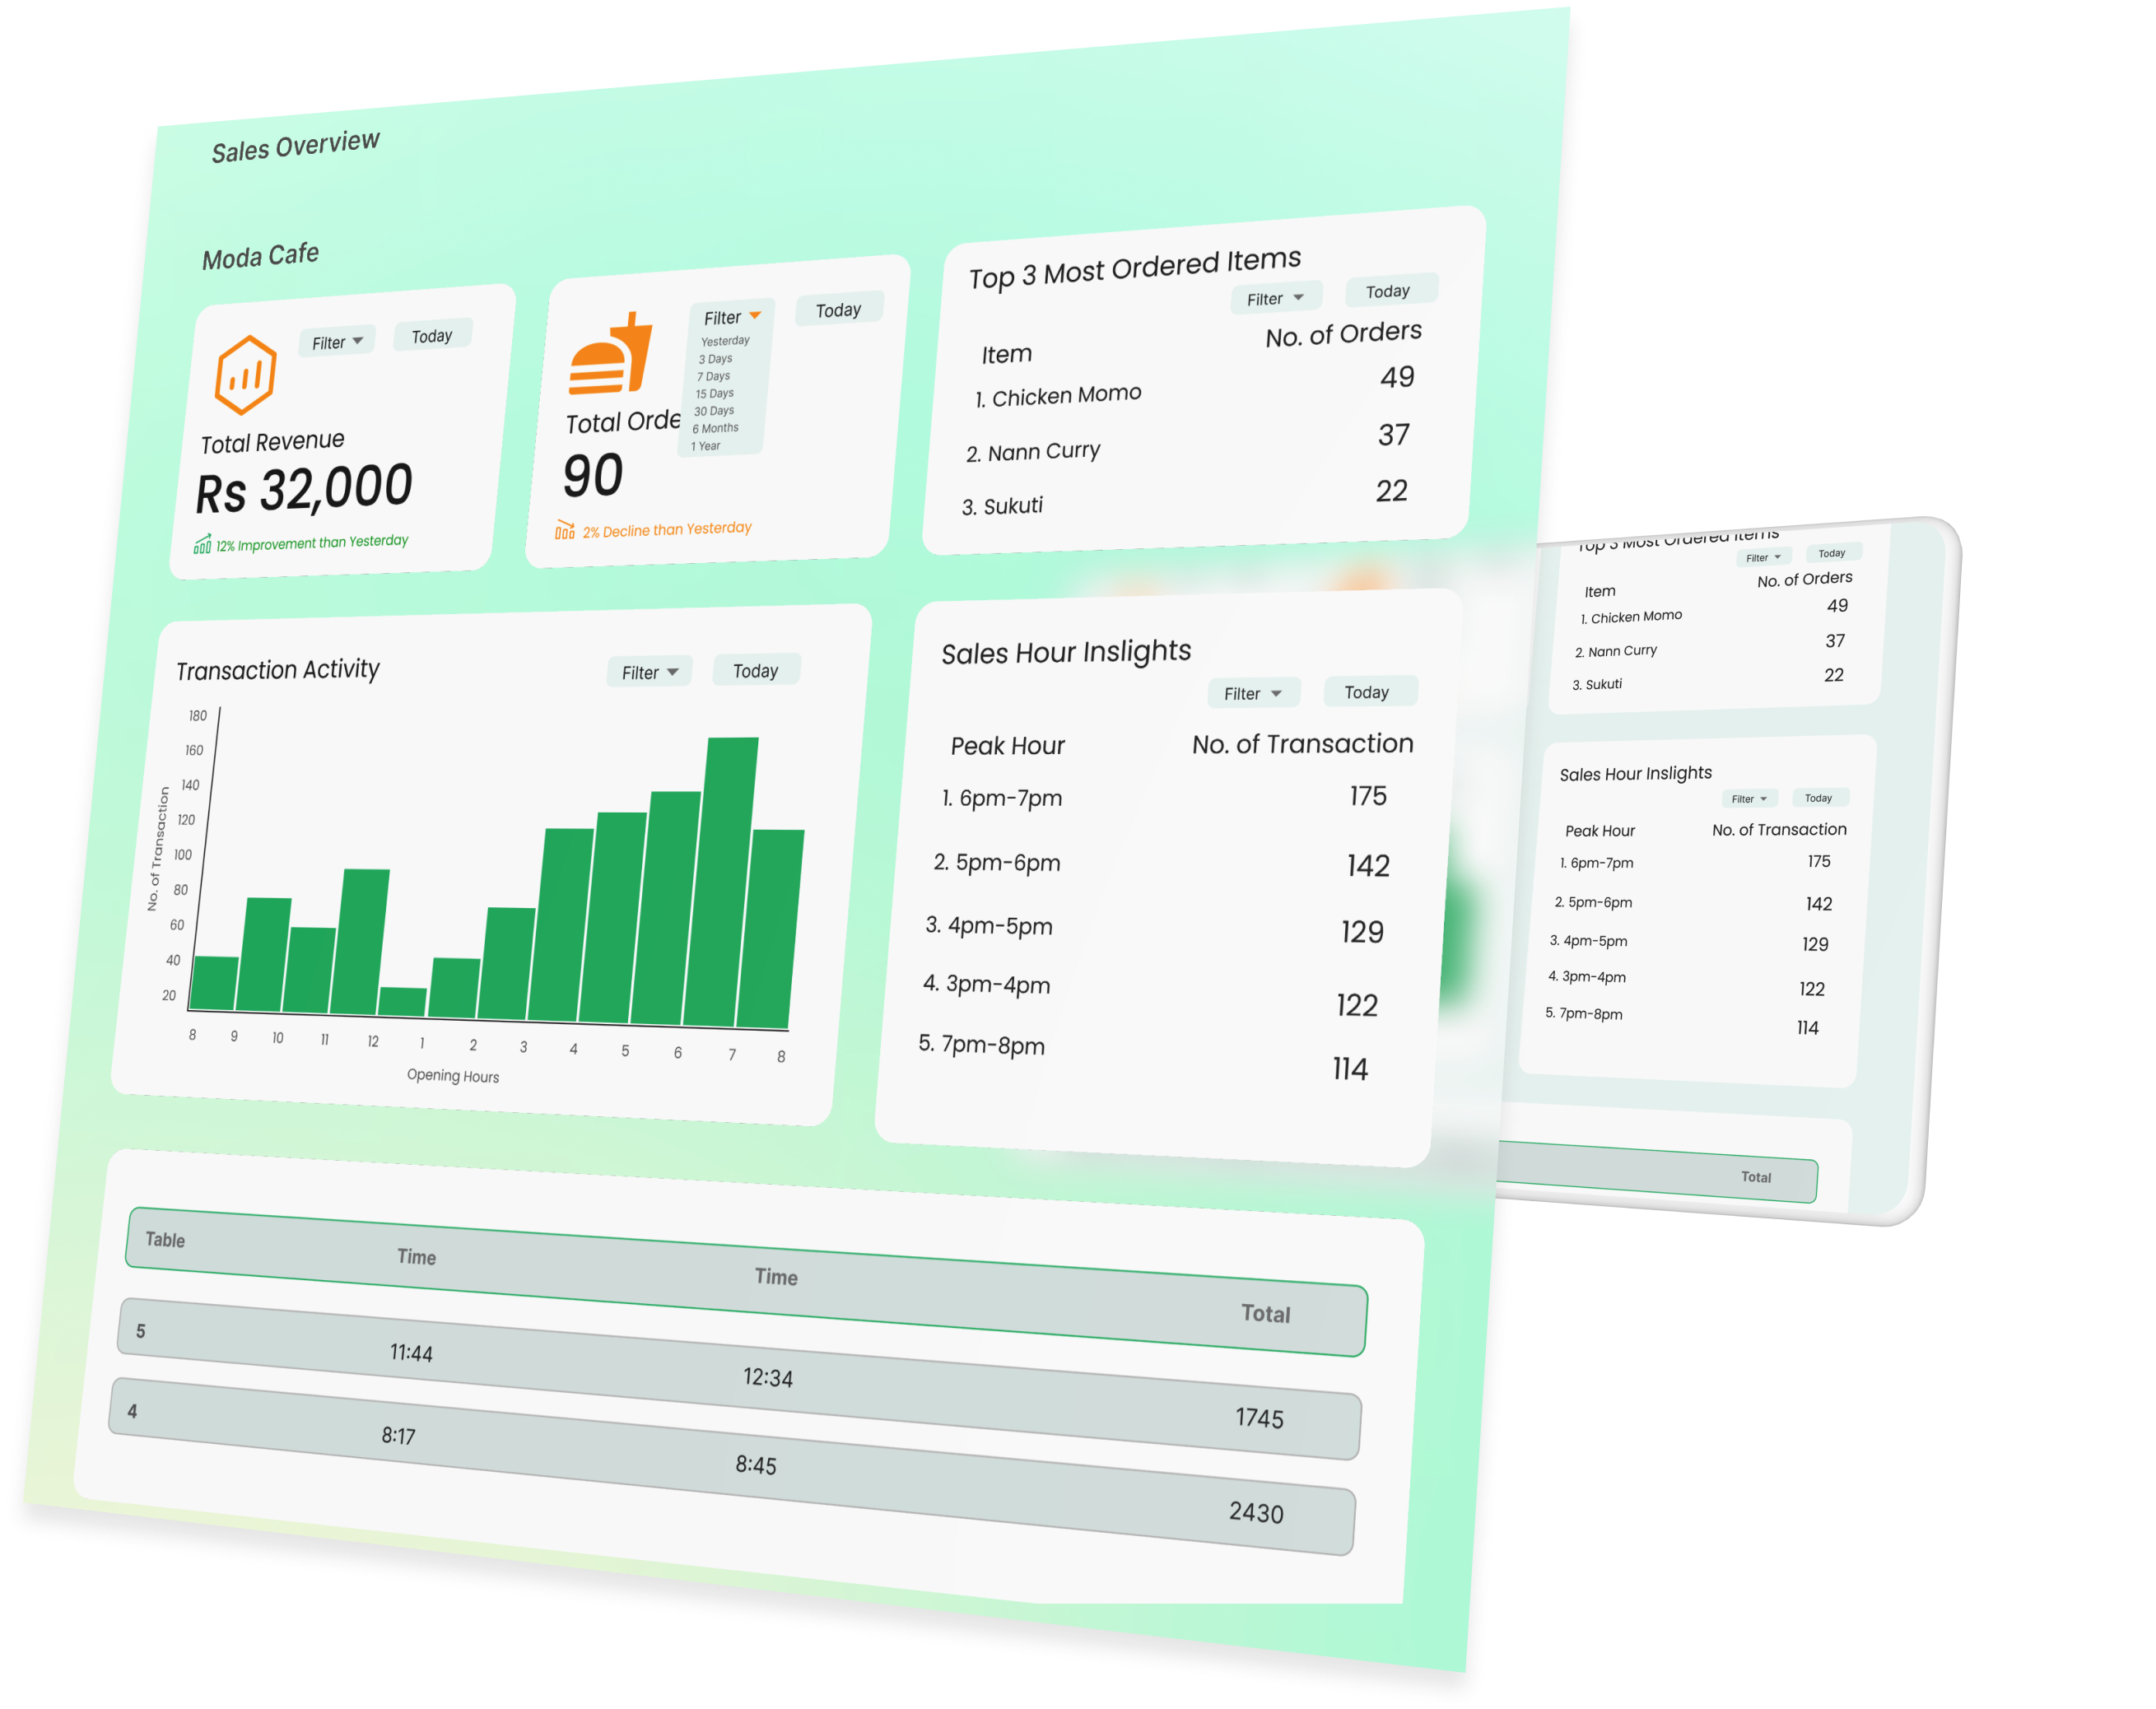 Sales Overview
Moda Cafe
Filter Today
Total Revenue
Rs 32,000
12% Improvement than Yesterday
Filter Today
Yesterday
3 Days
7 Days
15 Days
30 Days
6 Months
1 Year
Total Orde
90
2% Decline than Yesterday
Top 3 Most Ordered Items
Filter Today
Item No. of Orders
1. Chicken Momo 49
2. Nann Curry 37
3. Sukuti 22
Transaction Activity
Filter Today
No. of Transaction
180
160
140
120
100
80
60
40
20
8 9 10 11 12 1 2 3 4 5 6 7 8
Opening Hours
Sales Hour Inslights
Filter Today
Peak Hour No. of Transaction
1. 6pm-7pm 175
2. 5pm-6pm 142
3. 4pm-5pm 129
4. 3pm-4pm 122
5. 7pm-8pm 114
Table Time Time Total
5 11:44 12:34 1745
4 8:17 8:45 2430
Top 3 Most Ordered Items
Filter Today
Item No. of Orders
1. Chicken Momo 49
2. Nann Curry 37
3. Sukuti 22
Sales Hour Inslights
Filter Today
Peak Hour No. of Transaction
1. 6pm-7pm 175
2. 5pm-6pm 142
3. 4pm-5pm 129
4. 3pm-4pm 122
5. 7pm-8pm 114
Total